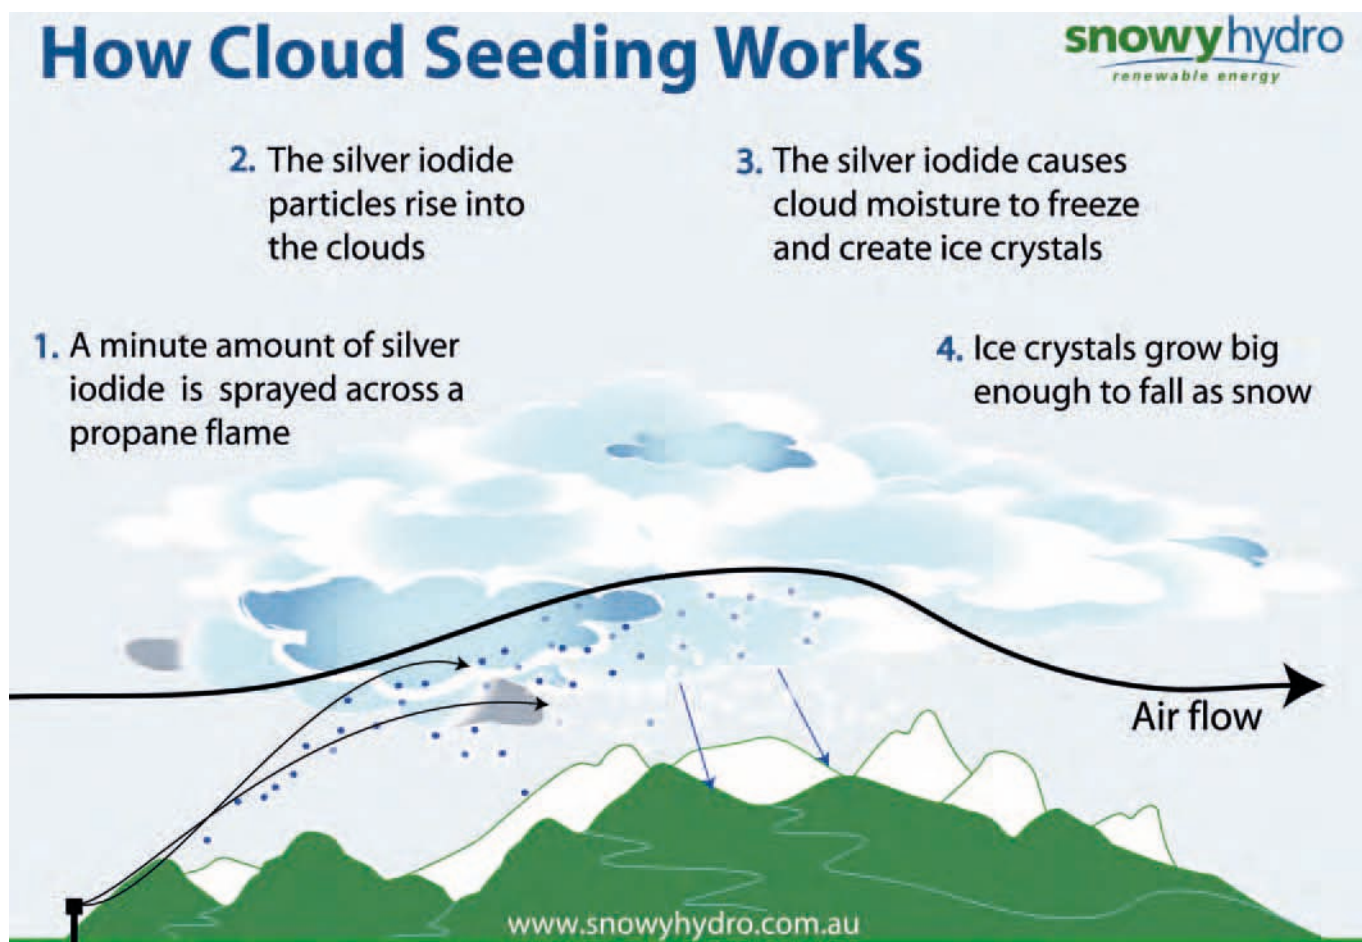 How Cloud Seeding Works
snowyhydro
renewable energy
1. A minute amount of silver
iodide is sprayed across a
propane flame
2. The silver iodide
particles rise into
the clouds
3. The silver iodide causes
cloud moisture to freeze
and create ice crystals
4. Ice crystals grow big
enough to fall as snow
Air flow
www.snowyhydro.com.au